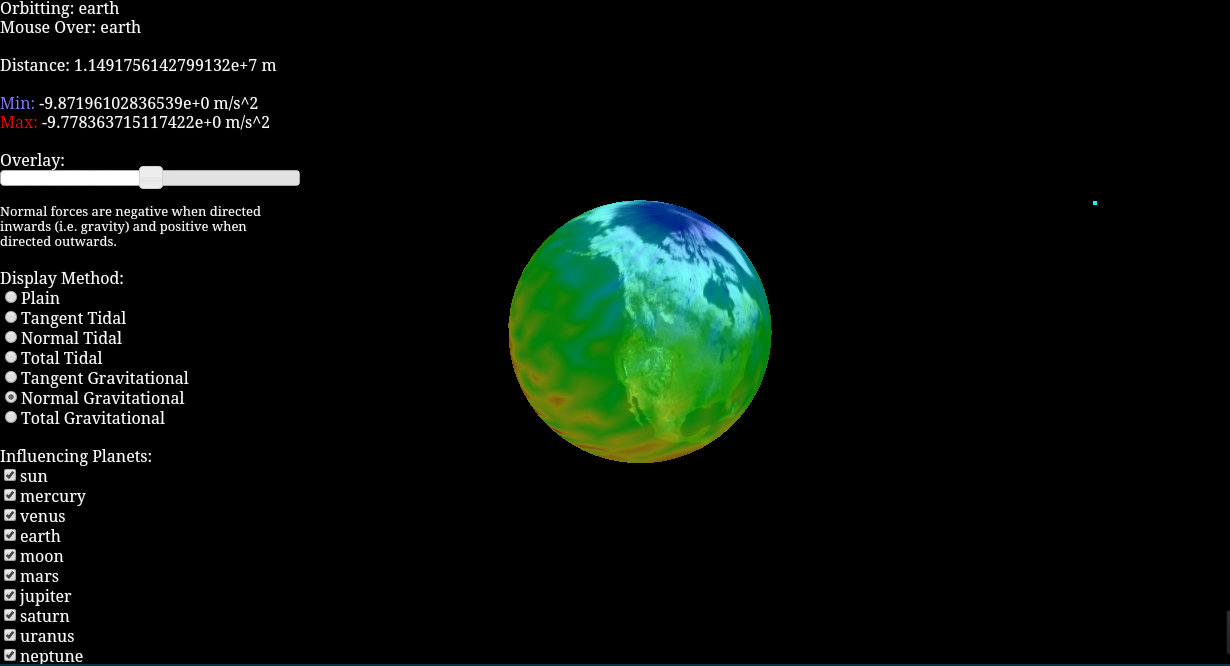 Orbitting: earth
Mouse Over: earth
Distance: 1.1491756142799132e+7 m
Min: -9.87196102836539e+0 m/s^2
Max: -9.778363715117422e+0 m/s^2
Overlay:
Normal forces are negative when directed
inwards (i.e. gravity) and positive when
directed outwards.
Display Method:
Plain
Tangent Tidal
Normal Tidal
Total Tidal
Tangent Gravitational
Normal Gravitational
Total Gravitational
Influencing Planets:
sun
mercury
venus
earth
moon
mars
jupiter
saturn
uranus
neptune